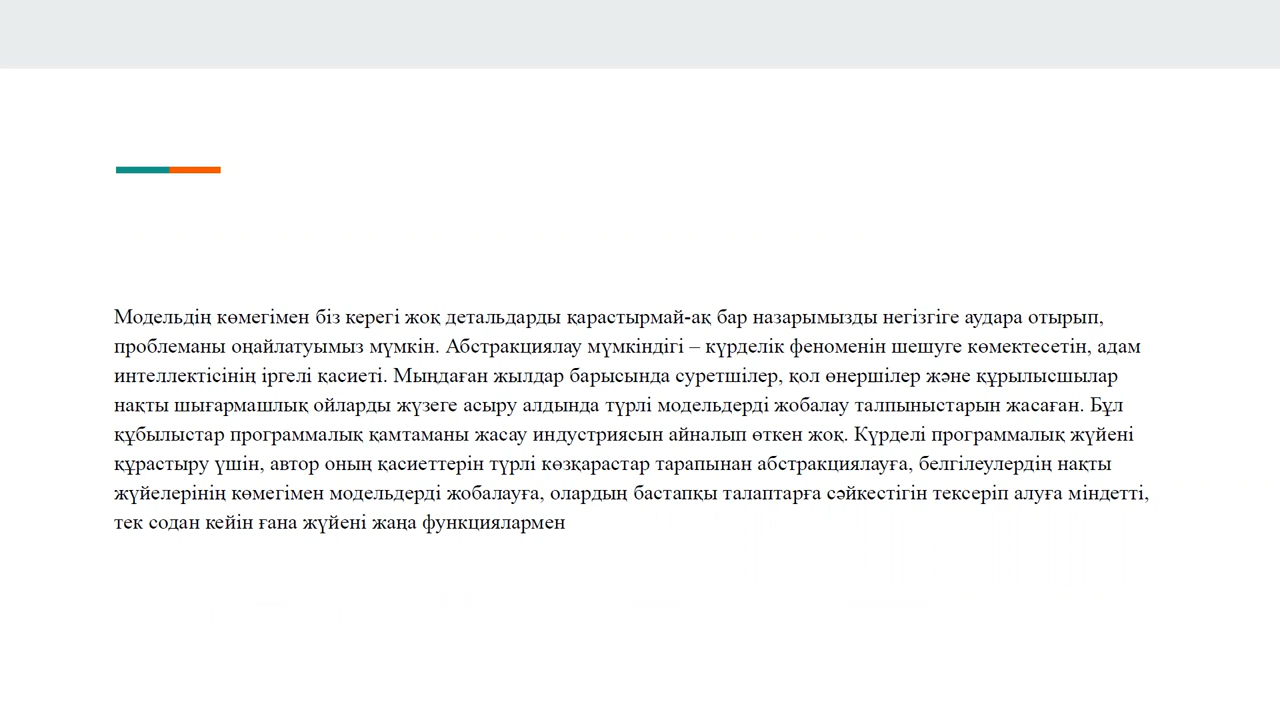 Модельдің көмегімен біз керегі жоқ детальдарды қарастырмай-ақ бар назарымызды негізгіге аудара отырып,
проблеманы оңайлатуымыз мүмкін. Абстракциялау мүмкіндігі – күрделік феноменін шешуге көмектесетін, адам
интеллектісінің іргелі қасиеті. Мыңдаған жылдар барысында суретшілер, қол өнершілер және құрылысшылар
нақты шығармашлық ойларды жүзеге асыру алдында түрлі модельдерді жобалау талпыныстарын жасаған. Бұл
құбылыстар программалық қамтаманы жасау индустриясын айналып өткен жоқ. Күрделі программалық жүйені
құрастыру үшін, автор оның қасиеттерін түрлі көзқарастар тарапынан абстракциялауға, белгілеулердің нақты
жүйелерінің көмегімен модельдерді жобалауға, олардың бастапқы талаптарға сәйкестігін тексеріп алуға міндетті,
тек содан кейін ғана жүйені жаңа функциялармен